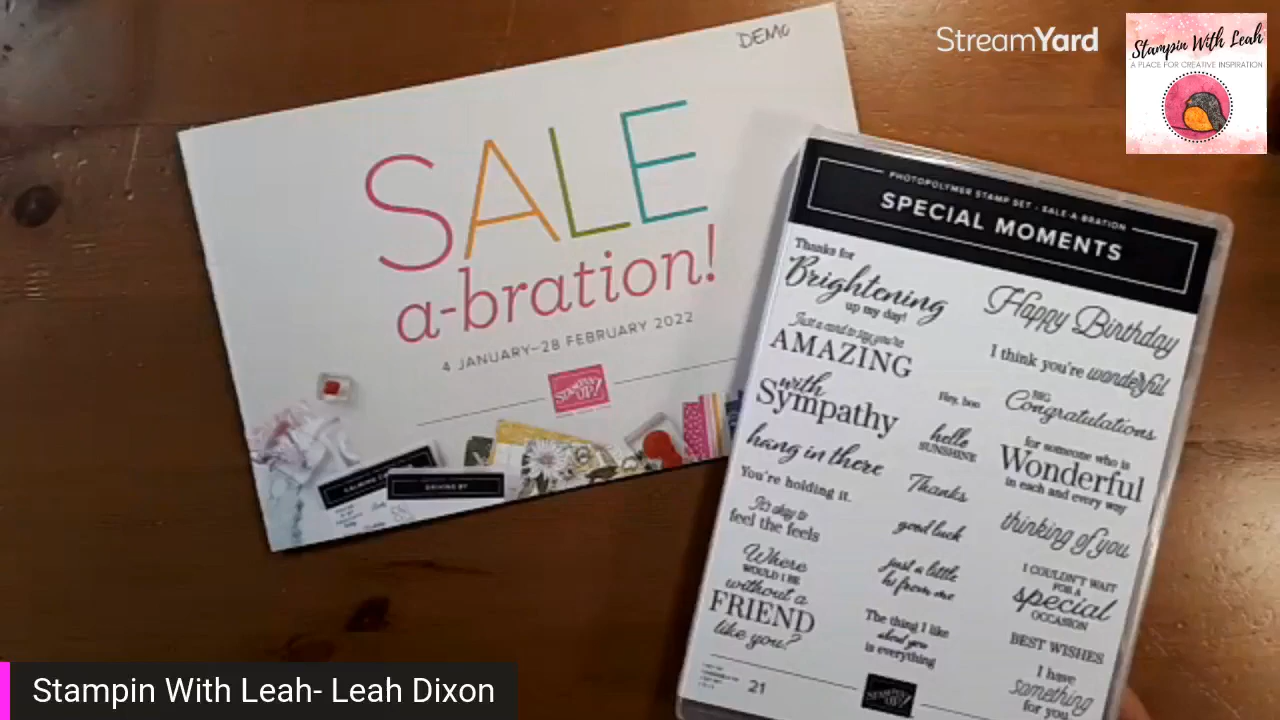 DEMO
SALE
a-bration!
4 JANUARY–28 FEBRUARY 2022
STAMPIN' UP!
DRIVING BY
StreamYard
Stampin With Leah
A PLACE FOR CREATIVE INSPIRATION
PHOTOPOLYMER STAMP SET · SALE-A-BRATION
SPECIAL MOMENTS
Thanks for
Brightening
up my day!
Just a card to say you're
AMAZING
with
Sympathy
hang in there
You're holding it.
It's okay to
feel the feels
Where
WOULD I BE
without a
FRIEND
like you?
Hey, boo
hello
SUNSHINE
Thanks
good luck
just a little
hi from me
The thing I like
about you
is everything
Happy Birthday
I think you're wonderful
BIG
Congratulations
for someone who is
Wonderful
in each and every way
thinking of you
I COULDN'T WAIT
FOR A
special
OCCASION
BEST WISHES
I have
something
for you
21
STAMPIN' UP!
Stampin With Leah- Leah Dixon